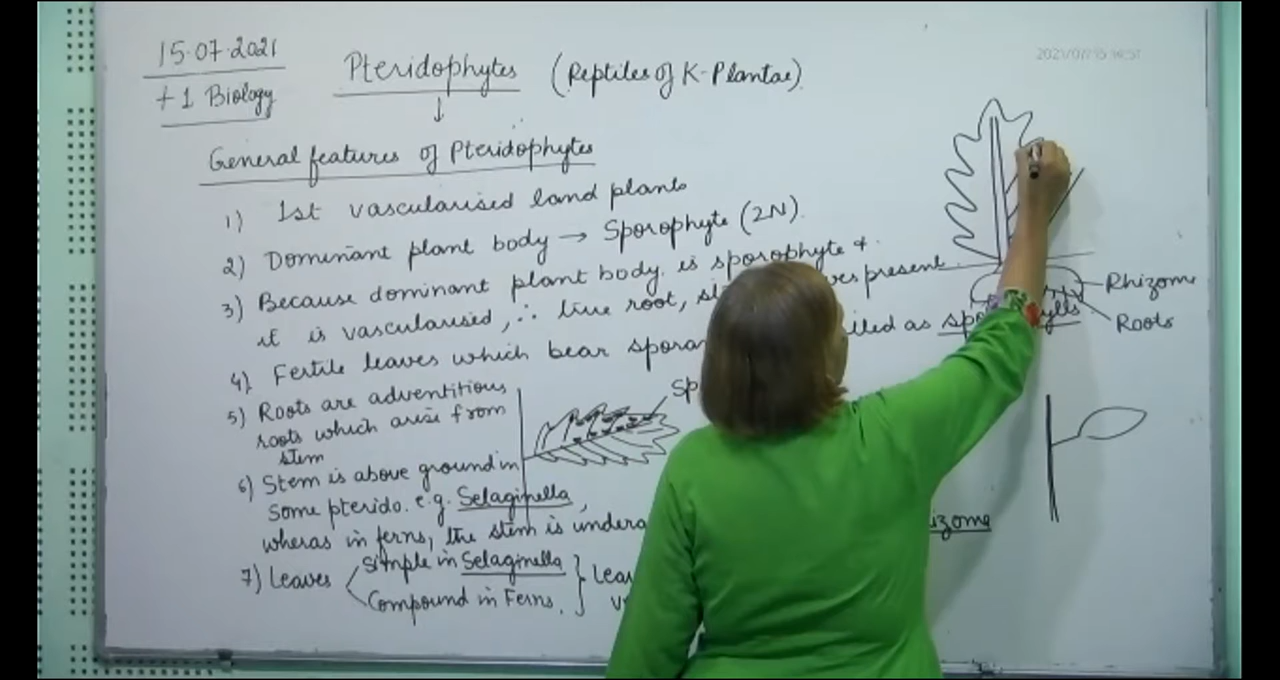 15.07.2021
+1 Biology
Pteridophytes (Reptiles of K-Plantae)
↓
General features of Pteridophytes
1) 1st vascularised land plants
2) Dominant plant body → Sporophyte (2N)
3) Because dominant plant body is sporophyte &
it is vascularised, ∴ true root, present
4) Fertile leaves which bear as
5) Roots are adventitious
roots which arise from
stem
6) Stem is above ground in
some pterido. e.g. Selaginella,
wheras in ferns, the stem is
7) Leaves simple in Selaginella
Compound in Ferns.
Rhizome
Roots